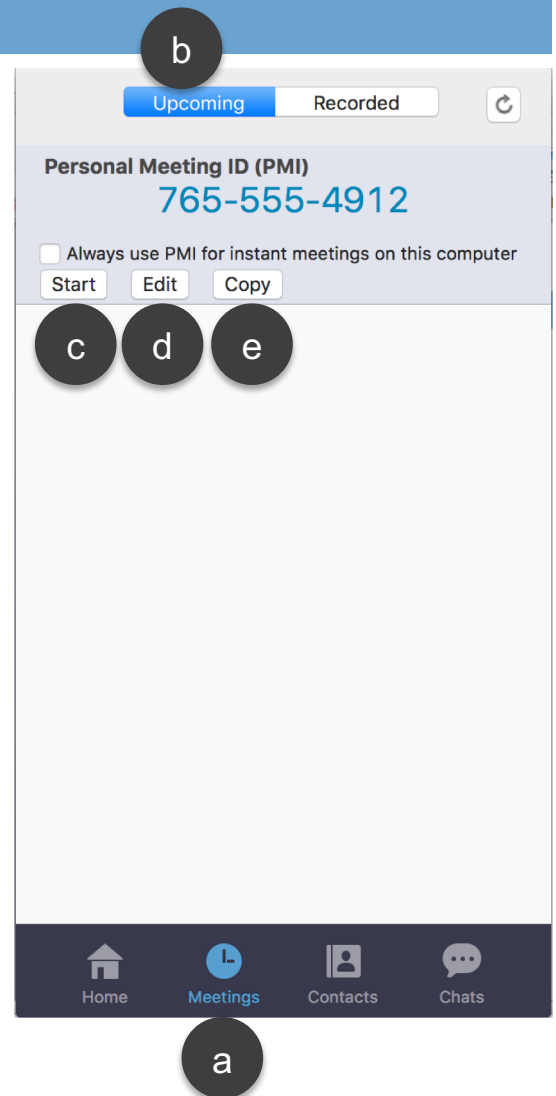 b
Upcoming Recorded
Personal Meeting ID (PMI)
765-555-4912
Always use PMI for instant meetings on this computer
Start Edit Copy
c d e
Home Meetings Contacts Chats
a